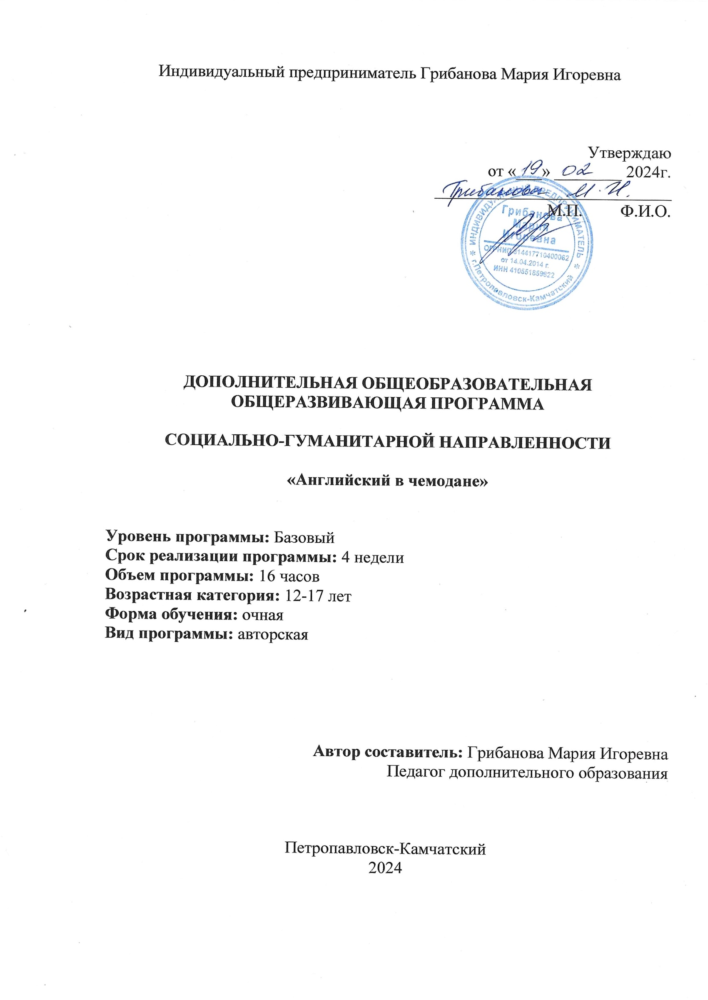 Индивидуальный предприниматель Грибанова Мария Игоревна
Утверждаю
от «19» 02 2024г.
Грибанова М.И.
М.П. Ф.И.О.
ИНДИВИДУАЛЬНЫЙ ПРЕДПРИНИМАТЕЛЬ
Грибанова
Мария
Игоревна
ОГРНИП 314417710400062
от 14.04.2014 г.
ИНН 410551859822
г.Петропавловск-Камчатский
ДОПОЛНИТЕЛЬНАЯ ОБЩЕОБРАЗОВАТЕЛЬНАЯ
ОБЩЕРАЗВИВАЮЩАЯ ПРОГРАММА
СОЦИАЛЬНО-ГУМАНИТАРНОЙ НАПРАВЛЕННОСТИ
«Английский в чемодане»
Уровень программы: Базовый
Срок реализации программы: 4 недели
Объем программы: 16 часов
Возрастная категория: 12-17 лет
Форма обучения: очная
Вид программы: авторская
Автор составитель: Грибанова Мария Игоревна
Педагог дополнительного образования
Петропавловск-Камчатский
2024